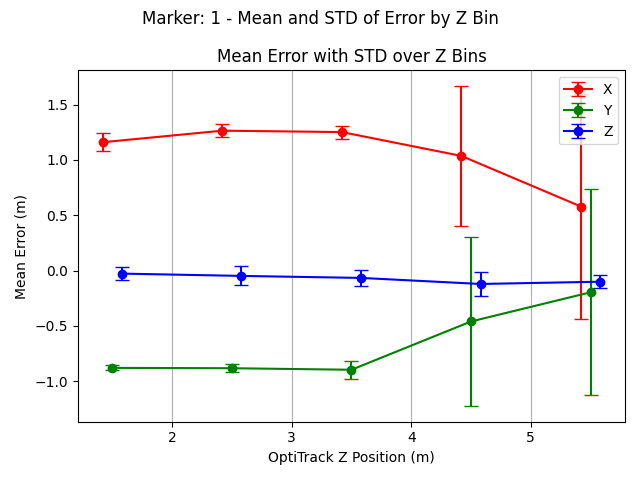 Marker: 1 - Mean and STD of Error by Z Bin
Mean Error with STD over Z Bins
X
Y
Z
Mean Error (m)
1.5
1.0
0.5
0.0
−0.5
−1.0
2 3 4 5
OptiTrack Z Position (m)